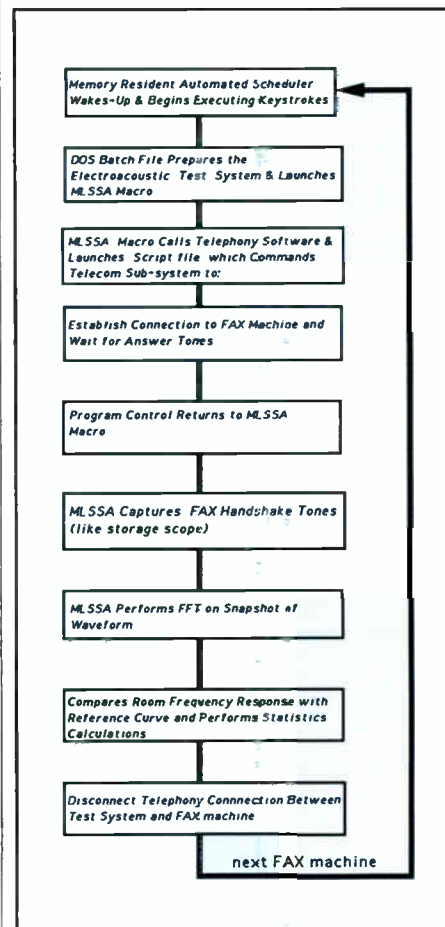 Memory Resident Automated Scheduler
Wakes-Up & Begins Executing Keystrokes
DOS Batch File Prepares the
Electroacoustic Test System & Launches
MLSSA Macro
MLSSA Macro Calls Telephony Software &
Launches Script file which Commands
Telecom Sub-system to:
Establish Connection to FAX Machine and
Wait for Answer Tones
Program Control Returns to MLSSA
Macro
MLSSA Captures FAX Handshake Tones
(like storage scope)
MLSSA Performs FFT on Snapshot of
Waveform
Compares Room Frequency Response with
Reference Curve and Performs Statistics
Calculations
Disconnect Telephony Connnection Between
Test System and FAX machine
next FAX machine